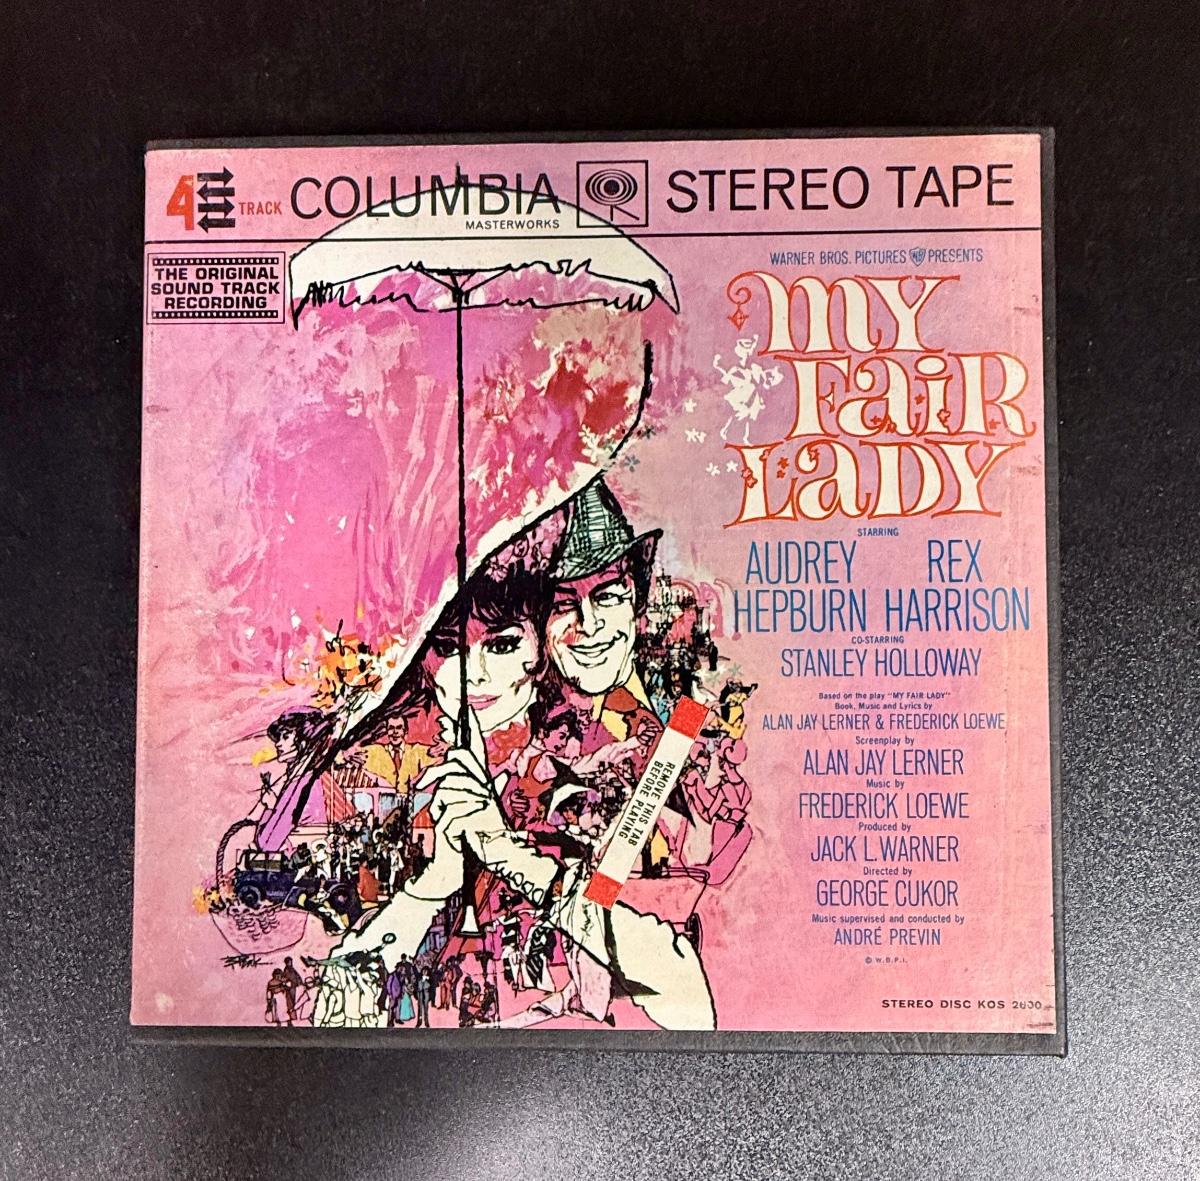 4 TRACK
COLUMBIA
MASTERWORKS
STEREO TAPE
THE ORIGINAL
SOUND TRACK
RECORDING
WARNER BROS. PICTURES WB PRESENTS
MY
FAIR
LADY
STARRING
AUDREY REX
HEPBURN HARRISON
CO-STARRING
STANLEY HOLLOWAY
Based on the play "MY FAIR LADY"
Book, Music and Lyrics by
ALAN JAY LERNER & FREDERICK LOEWE
Screenplay by
ALAN JAY LERNER
Music by
FREDERICK LOEWE
Produced by
JACK L. WARNER
Directed by
GEORGE CUKOR
Music supervised and conducted by
ANDRÉ PREVIN
© W.B.P.I.
REMOVE THIS TAB
BEFORE PLAYING
STEREO DISC KOS 2600